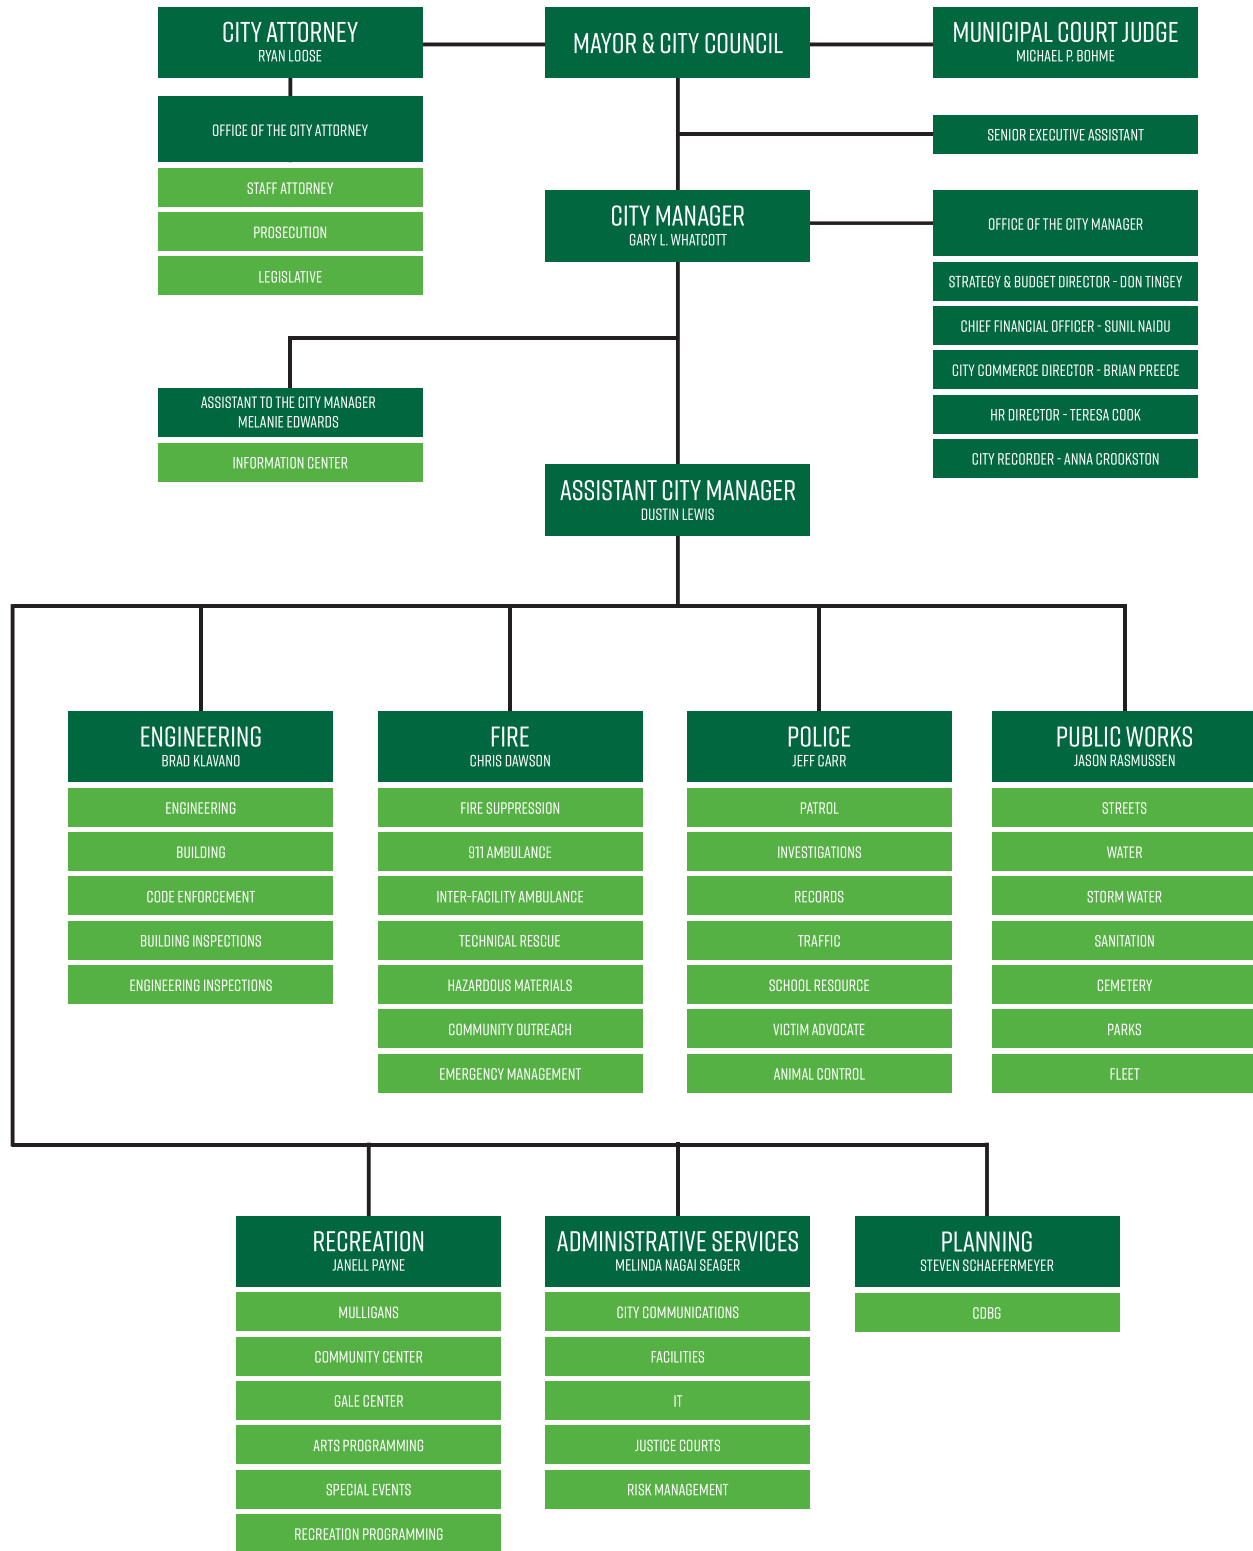 CITY ATTORNEY
RYAN LOOSE
MAYOR & CITY COUNCIL
MUNICIPAL COURT JUDGE
MICHAEL P. BOHME
OFFICE OF THE CITY ATTORNEY
STAFF ATTORNEY
PROSECUTION
LEGISLATIVE
SENIOR EXECUTIVE ASSISTANT
CITY MANAGER
GARY L. WHATCOTT
OFFICE OF THE CITY MANAGER
STRATEGY & BUDGET DIRECTOR - DON TINGEY
CHIEF FINANCIAL OFFICER - SUNIL NAIDU
CITY COMMERCE DIRECTOR - BRIAN PREECE
HR DIRECTOR - TERESA COOK
CITY RECORDER - ANNA CROOKSTON
ASSISTANT TO THE CITY MANAGER
MELANIE EDWARDS
INFORMATION CENTER
ASSISTANT CITY MANAGER
DUSTIN LEWIS
ENGINEERING
BRAD KLAVANO
ENGINEERING
BUILDING
CODE ENFORCEMENT
BUILDING INSPECTIONS
ENGINEERING INSPECTIONS
FIRE
CHRIS DAWSON
FIRE SUPPRESSION
911 AMBULANCE
INTER-FACILITY AMBULANCE
TECHNICAL RESCUE
HAZARDOUS MATERIALS
COMMUNITY OUTREACH
EMERGENCY MANAGEMENT
POLICE
JEFF CARR
PATROL
INVESTIGATIONS
RECORDS
TRAFFIC
SCHOOL RESOURCE
VICTIM ADVOCATE
ANIMAL CONTROL
PUBLIC WORKS
JASON RASMUSSEN
STREETS
WATER
STORM WATER
SANITATION
CEMETERY
PARKS
FLEET
RECREATION
JANELL PAYNE
MULLIGANS
COMMUNITY CENTER
GALE CENTER
ARTS PROGRAMMING
SPECIAL EVENTS
RECREATION PROGRAMMING
ADMINISTRATIVE SERVICES
MELINDA NAGAI SEAGER
CITY COMMUNICATIONS
FACILITIES
IT
JUSTICE COURTS
RISK MANAGEMENT
PLANNING
STEVEN SCHAEFERMEYER
CDBG